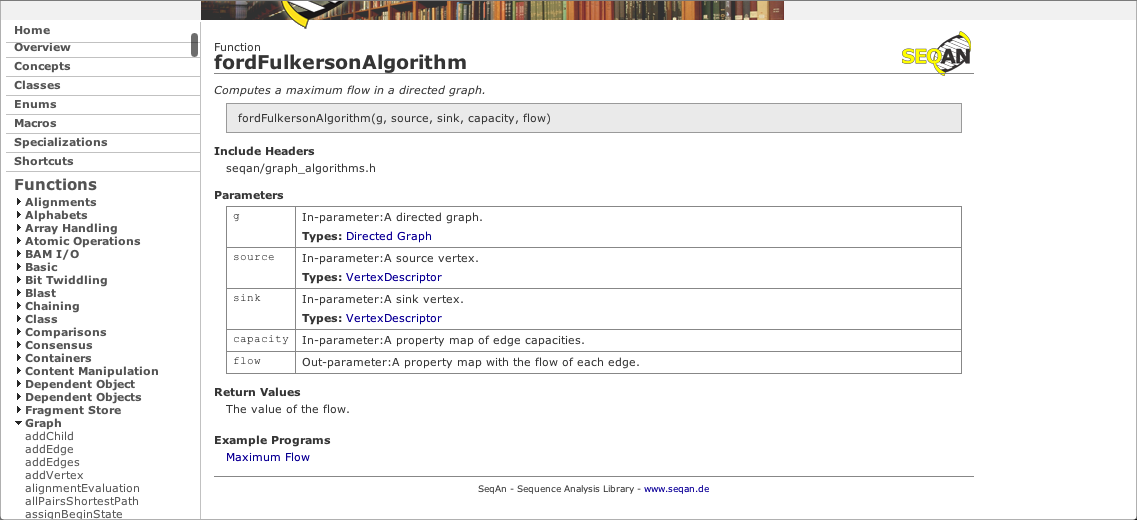 Home
Overview
Concepts
Classes
Enums
Macros
Specializations
Shortcuts
Functions
Alignments
Alphabets
Array Handling
Atomic Operations
BAM I/O
Basic
Bit Twiddling
Blast
Chaining
Class
Comparisons
Consensus
Containers
Content Manipulation
Dependent Object
Dependent Objects
Fragment Store
Graph
addChild
addEdge
addEdges
addVertex
alignmentEvaluation
allPairsShortestPath
assignBeginState
Function
fordFulkersonAlgorithm
SEQAN
Computes a maximum flow in a directed graph.
fordFulkersonAlgorithm(g, source, sink, capacity, flow)
Include Headers
seqan/graph_algorithms.h
Parameters
g In-parameter:A directed graph.
Types: Directed Graph
source In-parameter:A source vertex.
Types: VertexDescriptor
sink In-parameter:A sink vertex.
Types: VertexDescriptor
capacity In-parameter:A property map of edge capacities.
flow Out-parameter:A property map with the flow of each edge.
Return Values
The value of the flow.
Example Programs
Maximum Flow
SeqAn - Sequence Analysis Library - www.seqan.de